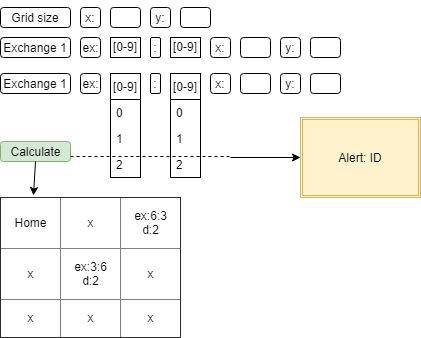 Grid size x: y:
Exchange 1 ex: [0-9] : [0-9] x: y:
Exchange 1 ex: [0-9] : [0-9] x: y:
0 0
1 1
2 2
Calculate
Alert: ID
Home x ex:6:3
d:2
x ex:3:6 x
d:2
x x x